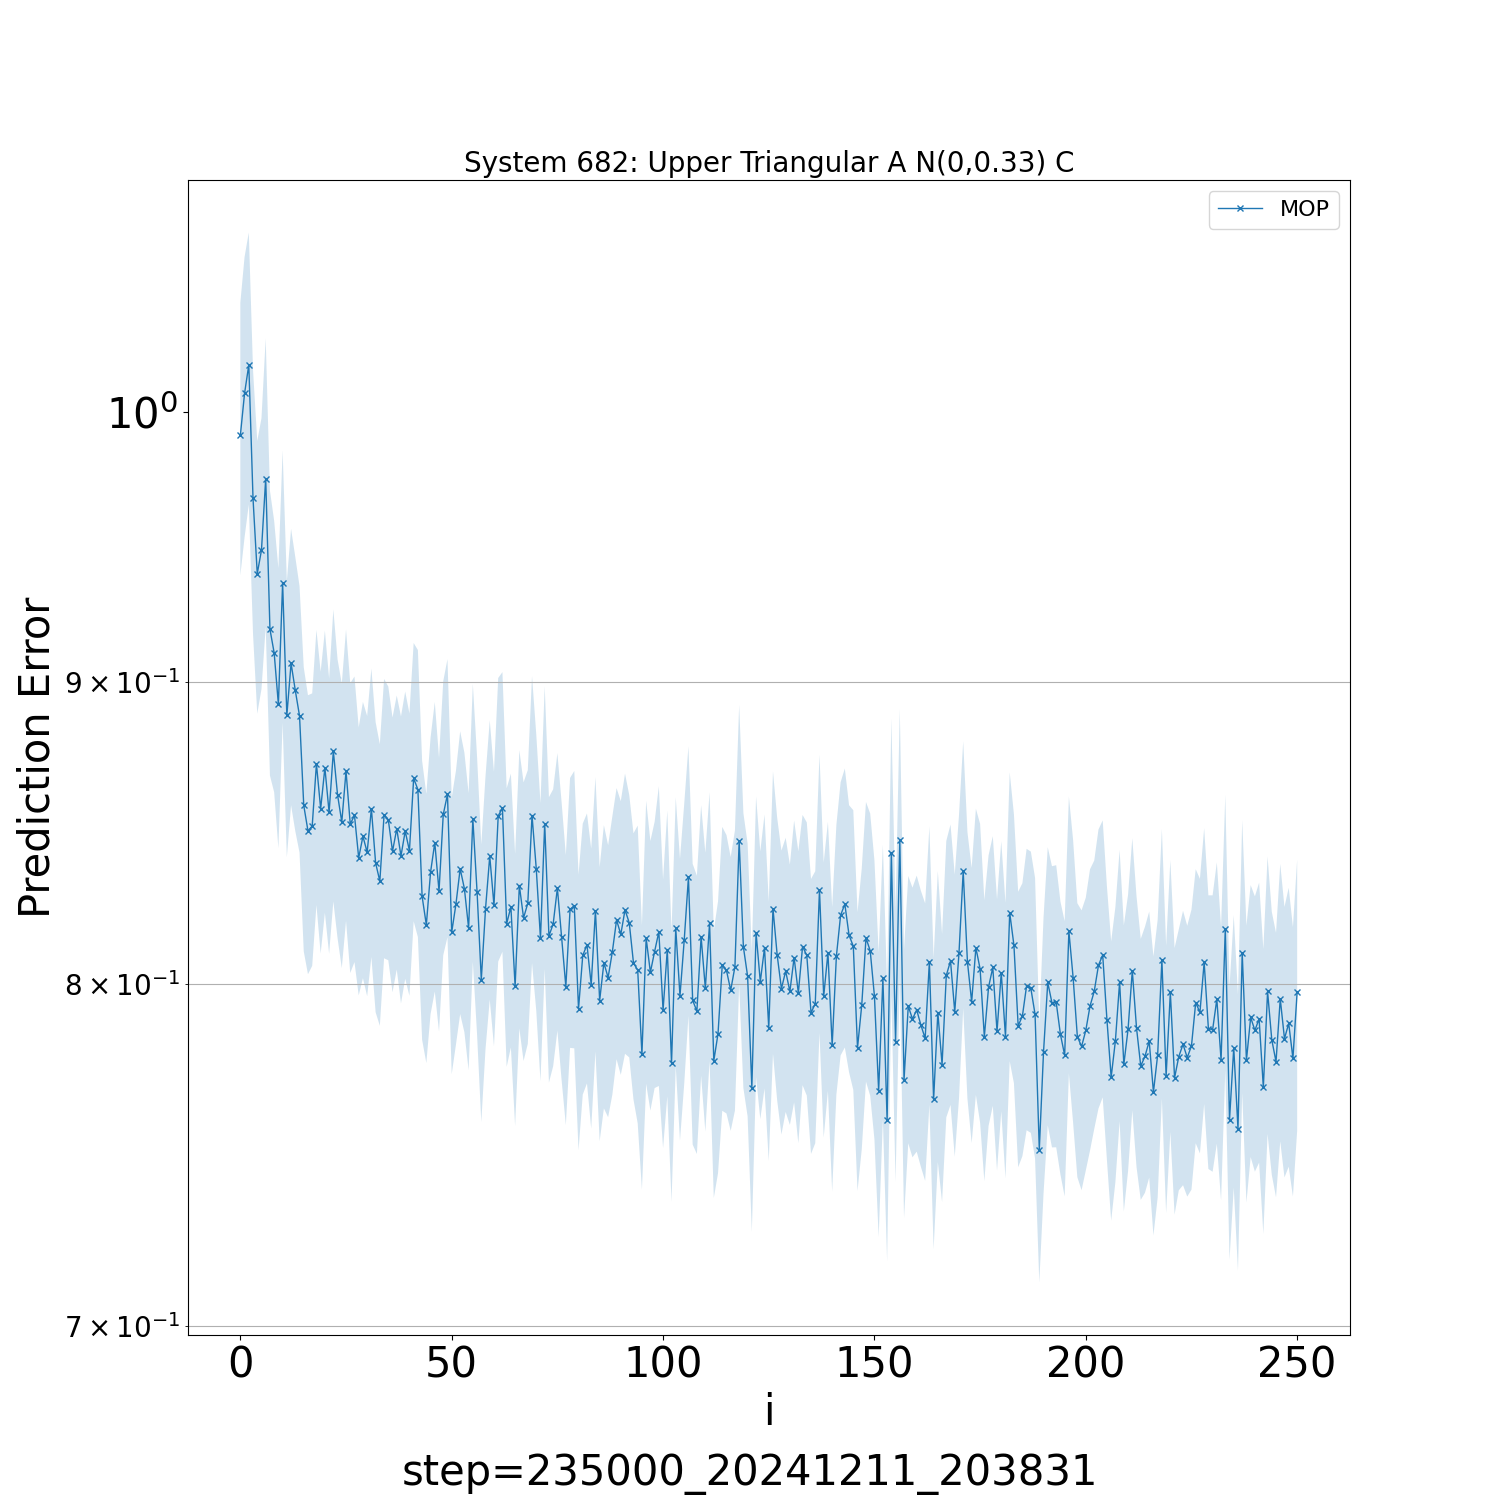 System 682: Upper Triangular A N(0,0.33) C
MOP
10⁰
9 × 10⁻¹
8 × 10⁻¹
7 × 10⁻¹
Prediction Error
0 50 100 150 200 250
i
step=235000_20241211_203831